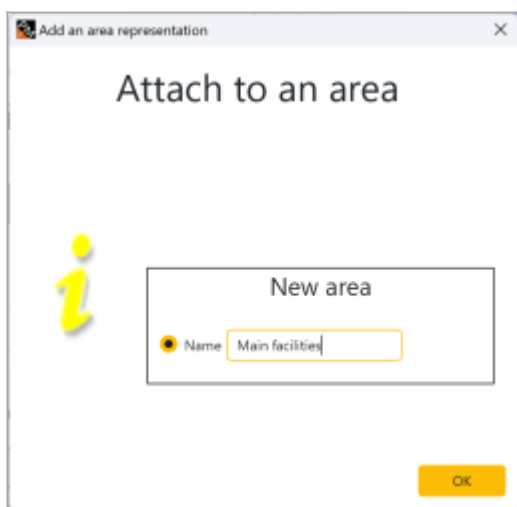 Add an area representation
Attach to an area
New area
Name Main facilities
OK